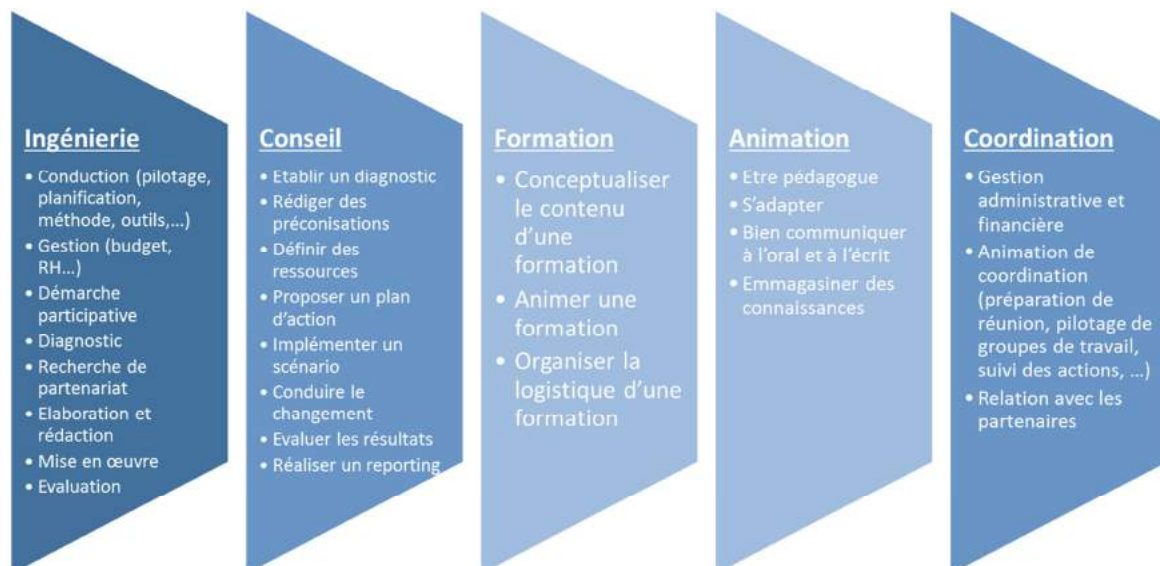 Ingénierie
• Conduction (pilotage,
planification,
méthode, outils,...)
• Gestion (budget,
RH...)
• Démarche
participative
• Diagnostic
• Recherche de
partenariat
• Elaboration et
rédaction
• Mise en œuvre
• Evaluation
Conseil
• Etablir un diagnostic
• Rédiger des
préconisations
• Définir des
ressources
• Proposer un plan
d'action
• Implémenter un
scénario
• Conduire le
changement
• Evaluer les résultats
• Réaliser un reporting
Formation
• Conceptualiser
le contenu
d'une
formation
• Animer une
formation
• Organiser la
logistique d'une
formation
Animation
• Etre pédagogue
• S'adapter
• Bien communiquer
à l'oral et à l'écrit
• Emmagasiner des
connaissances
Coordination
• Gestion
administrative et
financière
• Animation de
coordination
(préparation de
réunion, pilotage de
groupes de travail,
suivi des actions, ...)
• Relation avec les
partenaires